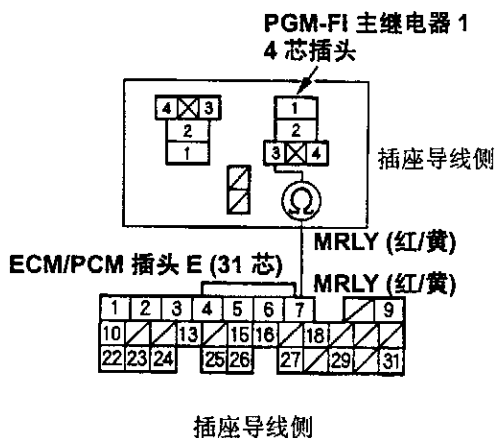 PGM-FI 主继电器 1
4 芯插头
4 3
2
1
1
2
3 4
插座导线侧
Ω
MRLY (红/黄)
ECM/PCM 插头 E (31 芯)
MRLY (红/黄)
1 2 3 4 5 6 7 9
10 13 15 16 18
22 23 24 25 26 27 29 31
插座导线侧